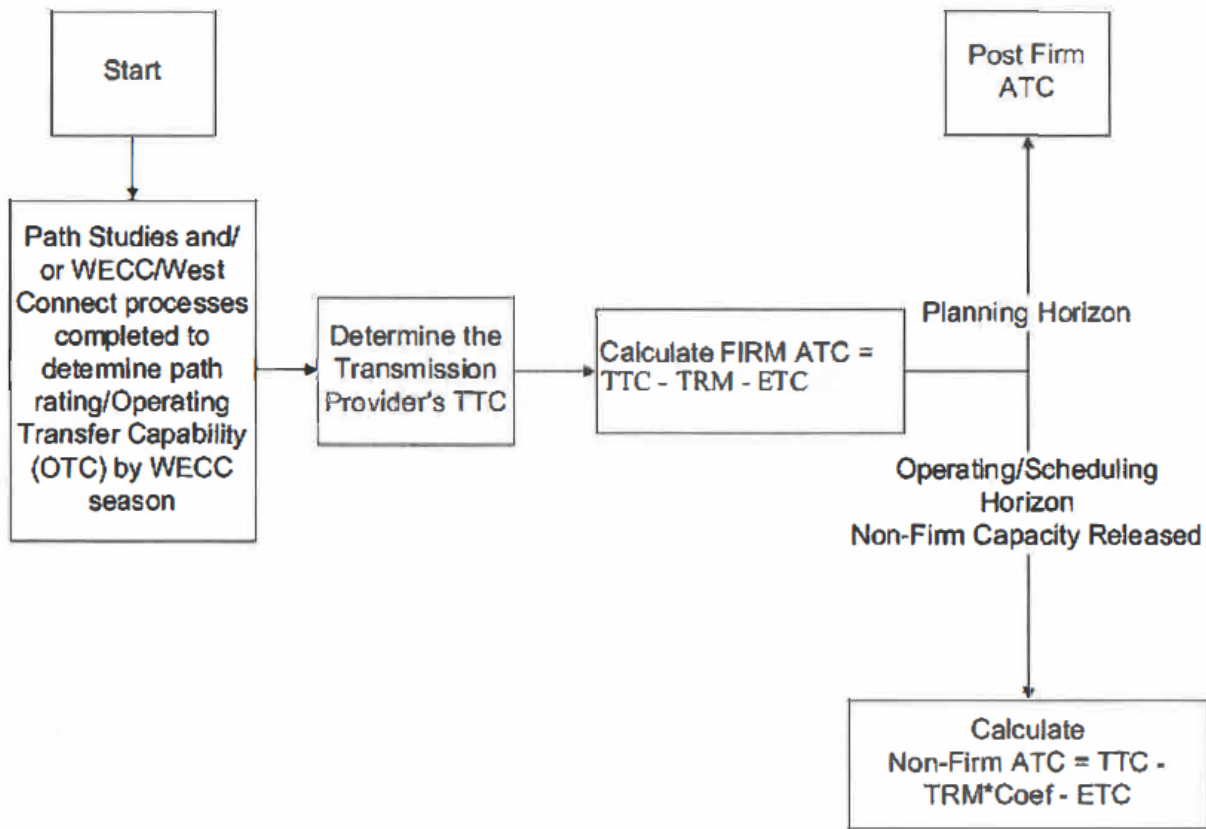 Start
Post Firm
ATC
Path Studies and/
or WECC/West
Connect processes
completed to
determine path
rating/Operating
Transfer Capability
(OTC) by WECC
season
Determine the
Transmission
Provider's TTC
Calculate FIRM ATC =
TTC - TRM - ETC
Planning Horizon
Operating/Scheduling
Horizon
Non-Firm Capacity Released
Calculate
Non-Firm ATC = TTC -
TRM*Coef - ETC